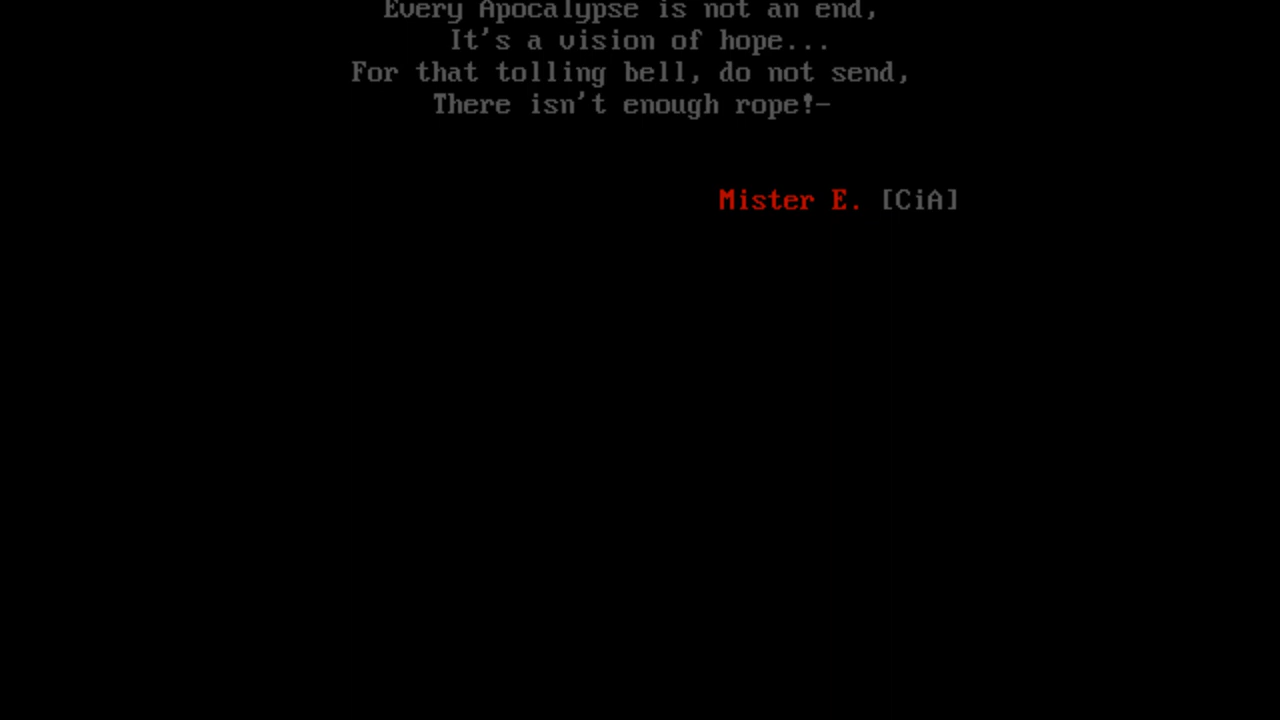 Every Apocalypse is not an end,
It's a vision of hope...
For that tolling bell, do not send,
There isn't enough rope!-
Mister E. [CiA]